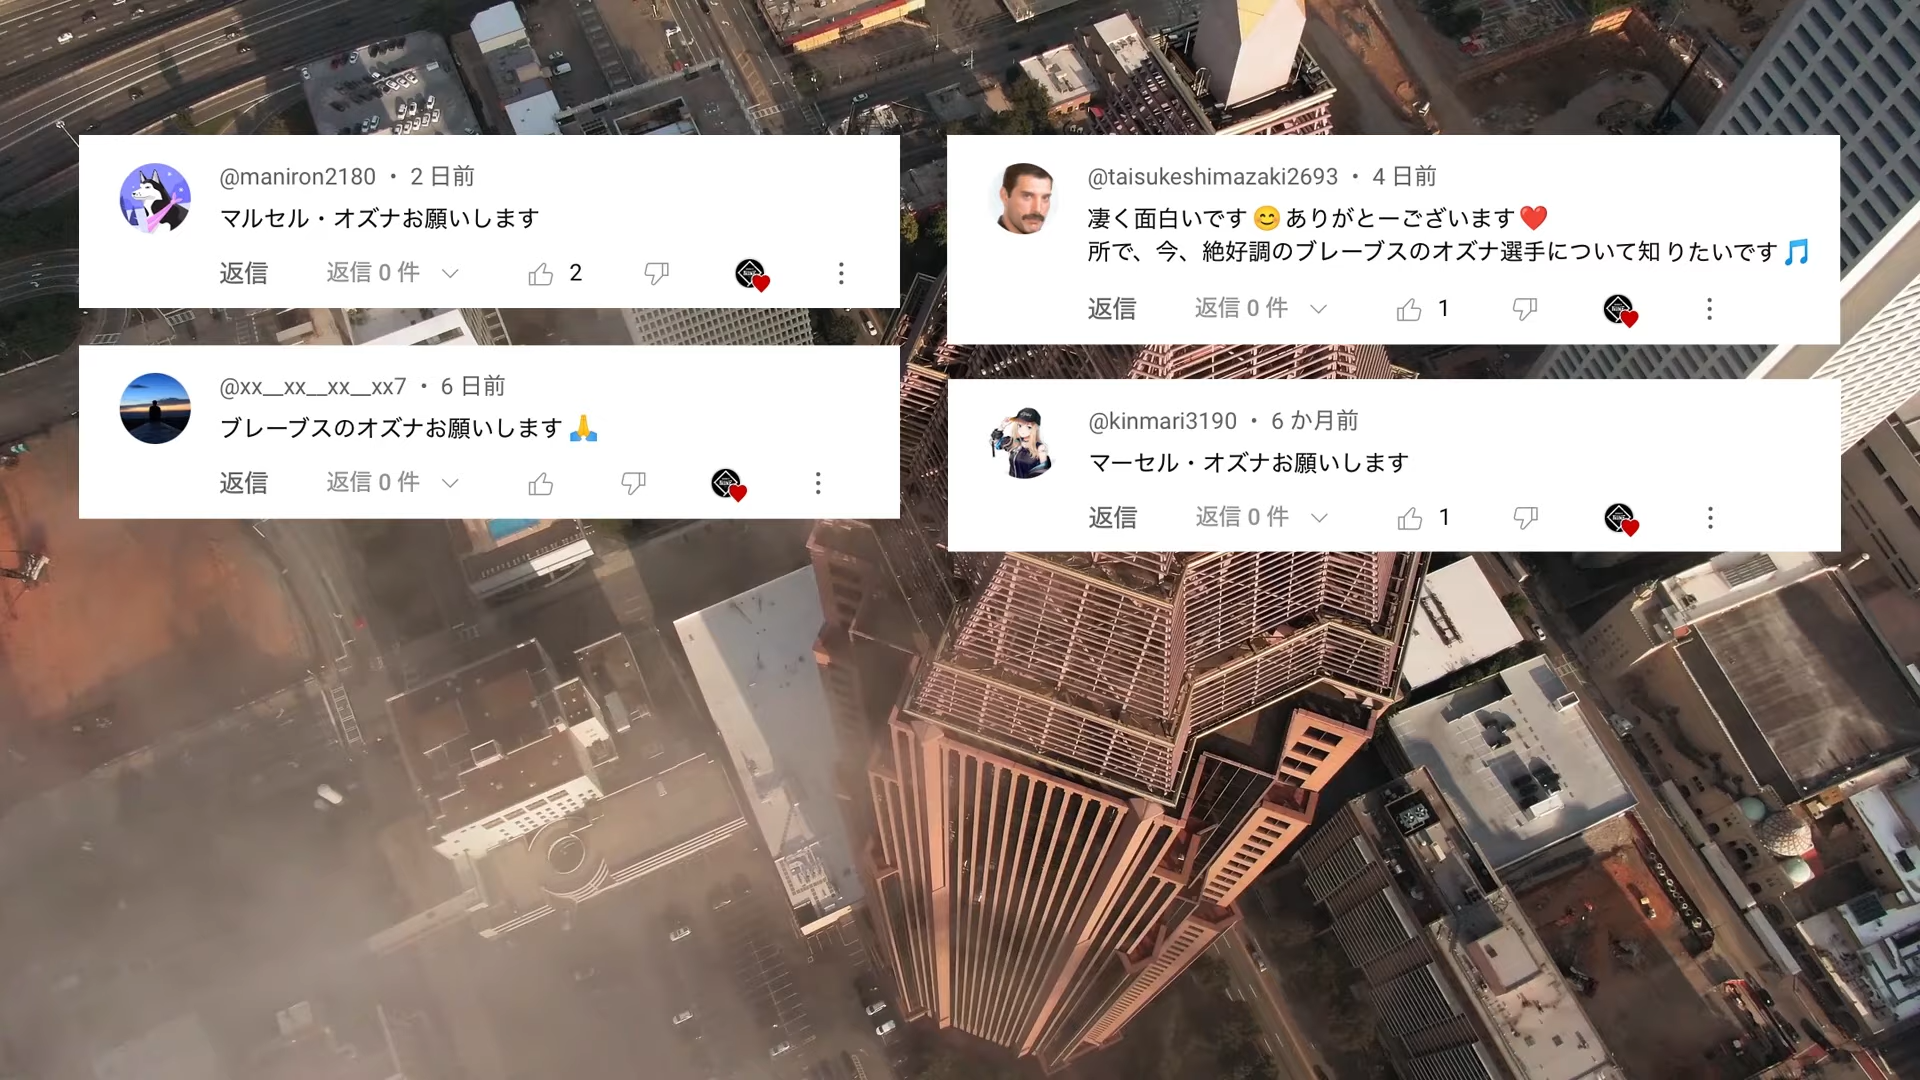 @maniron2180 • 2 日前
マルセル・オズナお願いします
返信 返信 0 件 2
@xx__xx__xx__xx7 • 6 日前
ブレーブスのオズナお願いします🙏
返信 返信 0 件
@taisukeshimazaki2693 • 4 日前
凄く面白いです😊ありがとーございます❤️
所で、今、絶好調のブレーブスのオズナ選手について知りたいです🎵
返信 返信 0 件 1
@kinmari3190 • 6 か月前
マーセル・オズナお願いします
返信 返信 0 件 1